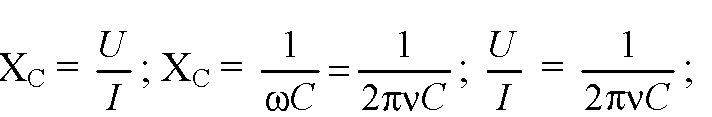 X_C = U/I ; X_C = 1/ωC = 1/2πνC ; U/I = 1/2πνC ;